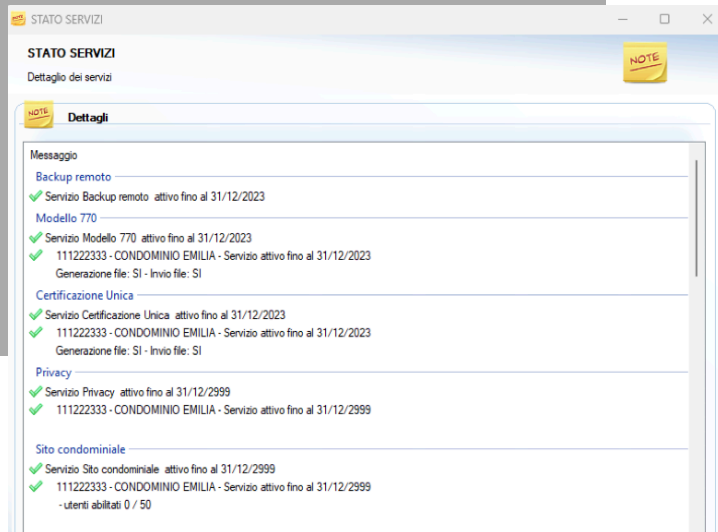 STATO SERVIZI
STATO SERVIZI
NOTE
Dettaglio dei servizi
NOTE
Dettagli
Messaggio
Backup remoto
Servizio Backup remoto attivo fino al 31/12/2023
Modello 770
Servizio Modello 770 attivo fino al 31/12/2023
111222333 - CONDOMINIO EMILIA - Servizio attivo fino al 31/12/2023
Generazione file: SI - Invio file: SI
Certificazione Unica
Servizio Certificazione Unica attivo fino al 31/12/2023
111222333 - CONDOMINIO EMILIA - Servizio attivo fino al 31/12/2023
Generazione file: SI - Invio file: SI
Privacy
Servizio Privacy attivo fino al 31/12/2999
111222333 - CONDOMINIO EMILIA - Servizio attivo fino al 31/12/2999
Sito condominiale
Servizio Sito condominiale attivo fino al 31/12/2999
111222333 - CONDOMINIO EMILIA - Servizio attivo fino al 31/12/2999
- utenti abilitati 0 / 50